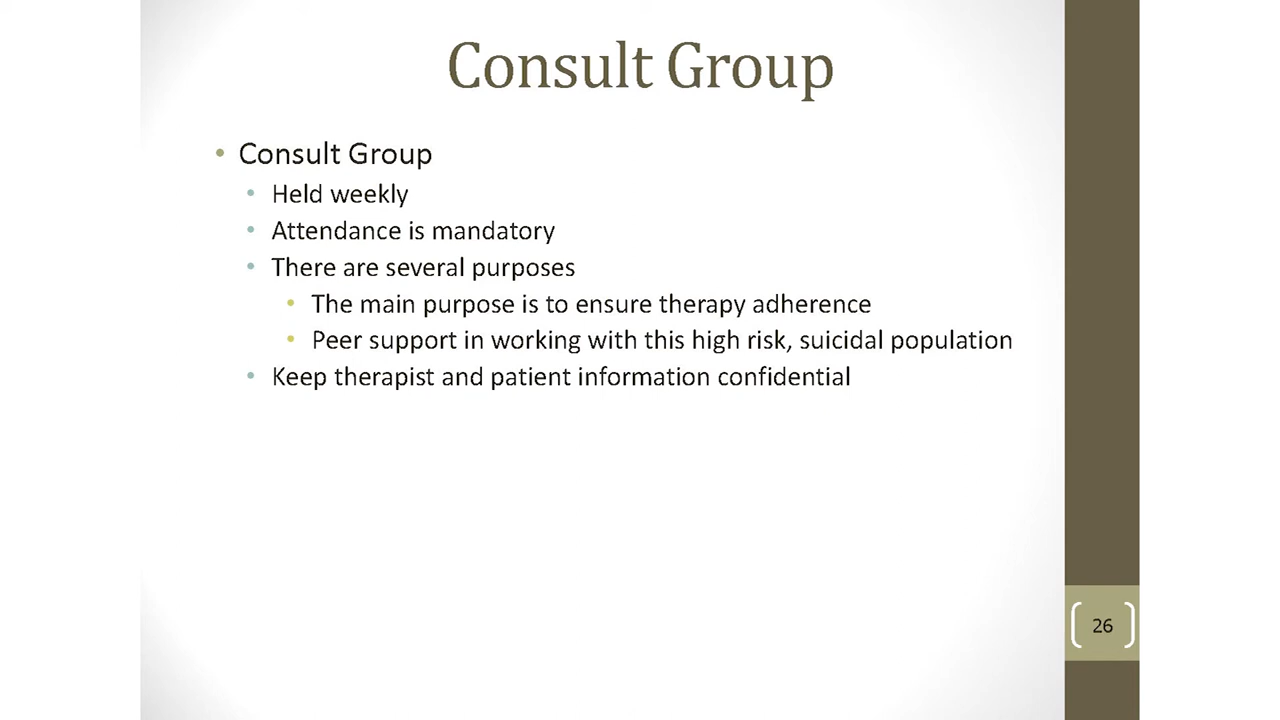 Consult Group
• Consult Group
• Held weekly
• Attendance is mandatory
• There are several purposes
• The main purpose is to ensure therapy adherence
• Peer support in working with this high risk, suicidal population
• Keep therapist and patient information confidential
26